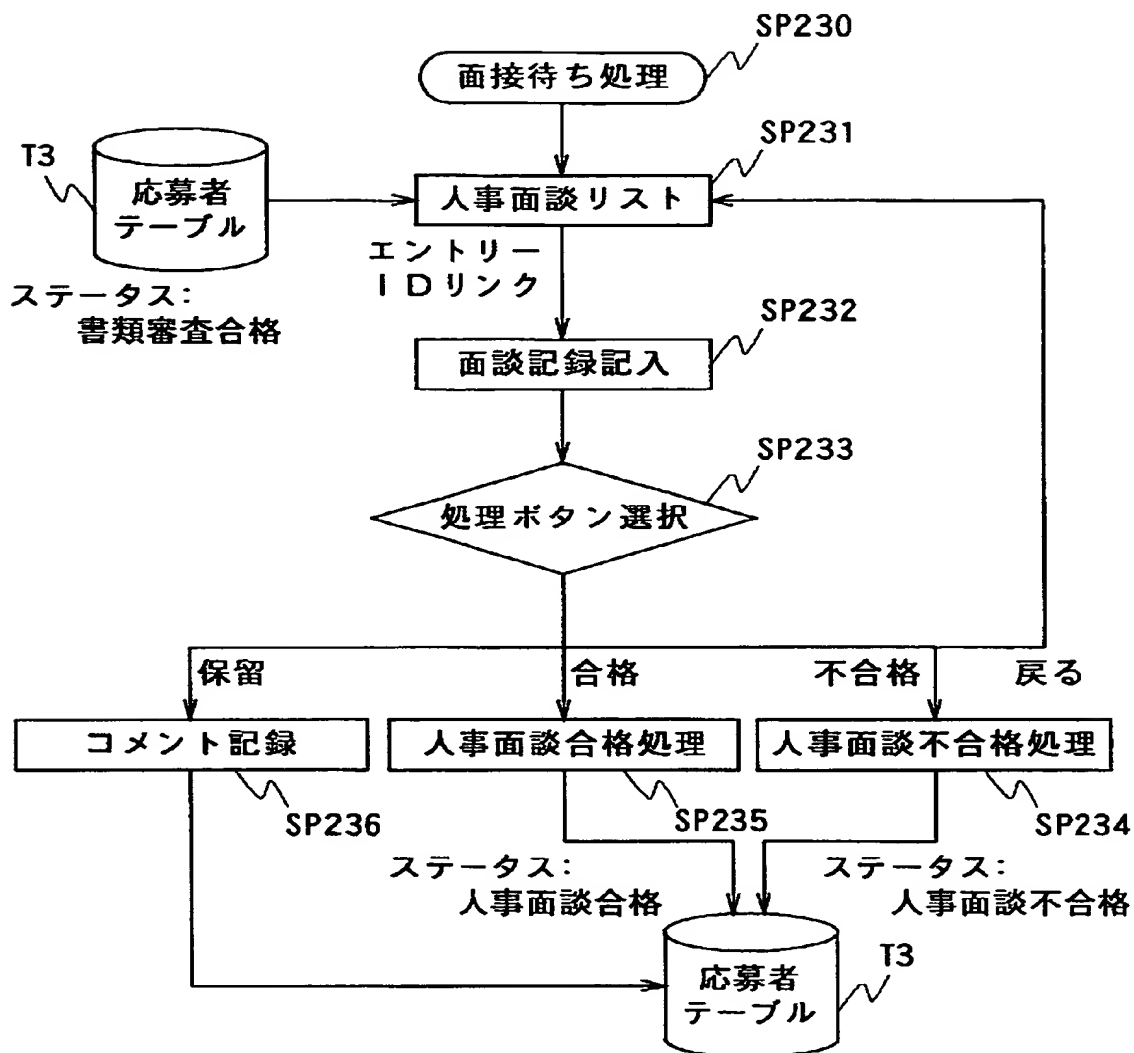 SP230
面接待ち処理
SP231
T3
応募者
テーブル
人事面談リスト
エントリー
IDリンク
ステータス:
書類審査合格
SP232
面談記録記入
SP233
処理ボタン選択
保留
合格
不合格
戻る
コメント記録
人事面談合格処理
人事面談不合格処理
SP236
SP235
SP234
ステータス:
人事面談合格
ステータス:
人事面談不合格
応募者
テーブル
T3